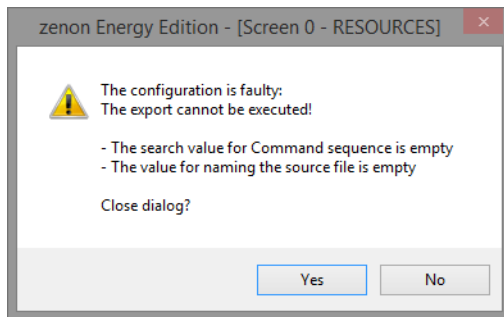 zenon Energy Edition - [Screen 0 - RESOURCES]
The configuration is faulty:
The export cannot be executed!
- The search value for Command sequence is empty
- The value for naming the source file is empty
Close dialog?
Yes
No